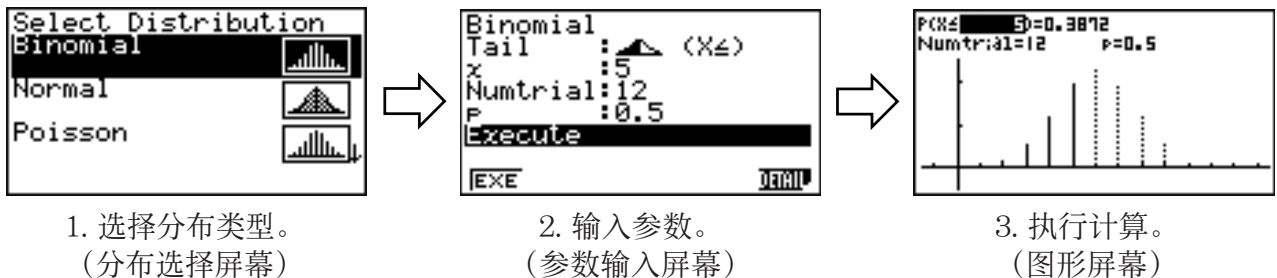 Select Distribution
Binomial
Normal
Poisson
1. 选择分布类型。
(分布选择屏幕)
Binomial
Tail : (X≤)
x :5
Numtrial:12
p :0.5
Execute
EXE DETAIL
2. 输入参数。
(参数输入屏幕)
P(X≤ 5)=0.3872
Numtrial=12 p=0.5
3. 执行计算。
(图形屏幕)